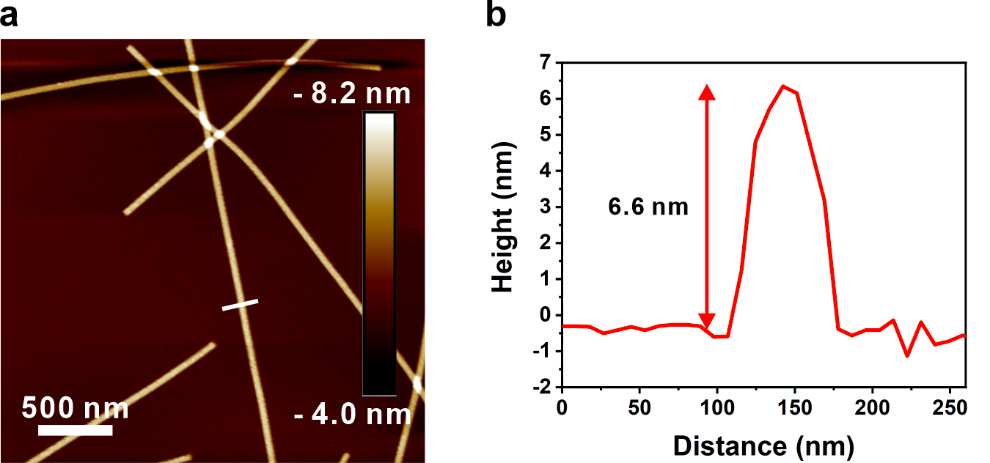 a
- 8.2 nm
500 nm
- 4.0 nm
b
Height (nm)
7
6
5
4
3
2
1
0
-1
-2
6.6 nm
0 50 100 150 200 250
Distance (nm)